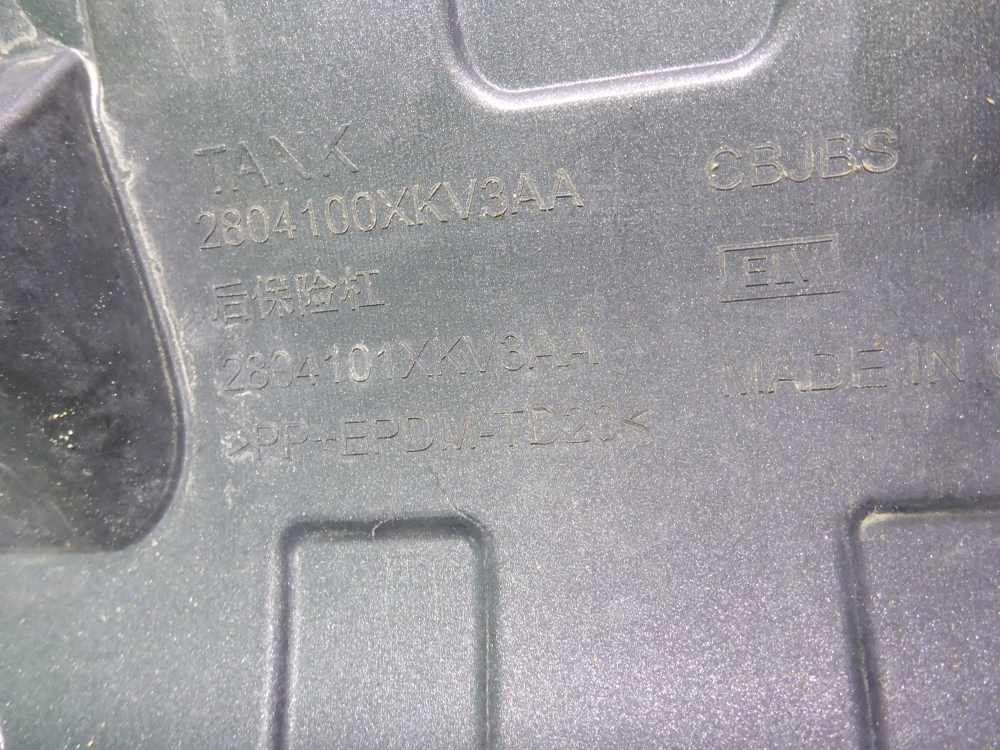 TANK
2804100XKV3AA
后保险杠
2804101XKV3AA
>PP+EPDM-TD20<
CBJBS
ELV
MADE IN